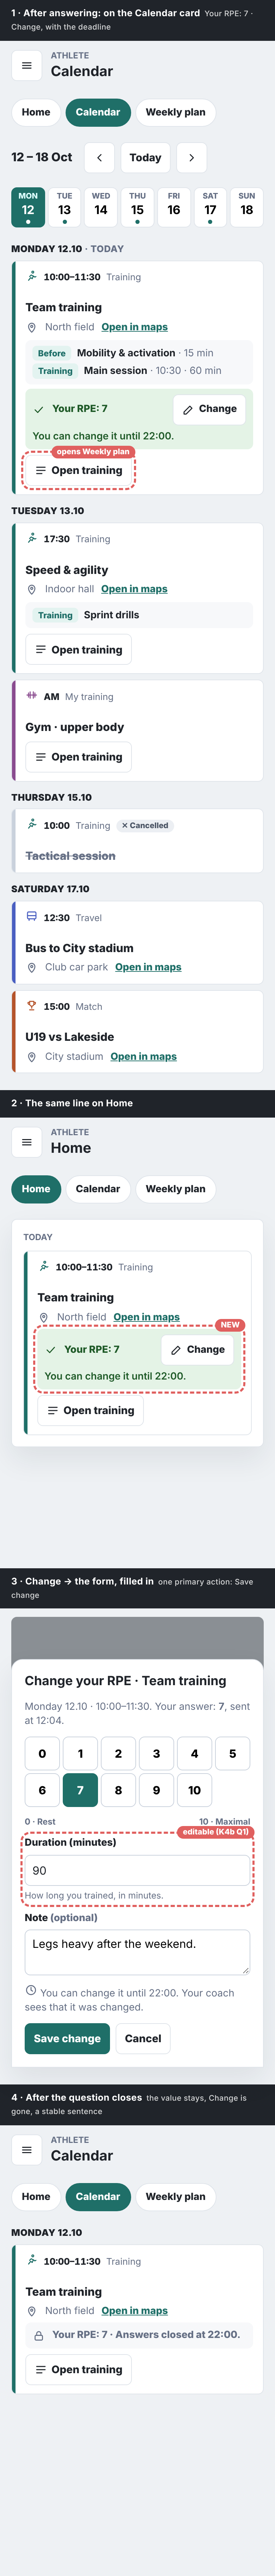 1 · After answering: on the Calendar card Your RPE: 7 ·
Change, with the deadline
ATHLETE
Calendar
Home Calendar Weekly plan
12 – 18 Oct Today
MON TUE WED THU FRI SAT SUN
12 13 14 15 16 17 18
MONDAY 12.10 · TODAY
10:00–11:30 Training
Team training
North field Open in maps
Before Mobility & activation · 15 min
Training Main session · 10:30 · 60 min
Your RPE: 7 Change
You can change it until 22:00.
opens Weekly plan
Open training
TUESDAY 13.10
17:30 Training
Speed & agility
Indoor hall Open in maps
Training Sprint drills
Open training
AM My training
Gym · upper body
Open training
THURSDAY 15.10
10:00 Training ✕ Cancelled
Tactical session
SATURDAY 17.10
12:30 Travel
Bus to City stadium
Club car park Open in maps
15:00 Match
U19 vs Lakeside
City stadium Open in maps
2 · The same line on Home
ATHLETE
Home
Home Calendar Weekly plan
TODAY
10:00–11:30 Training
Team training
North field Open in maps
NEW
Your RPE: 7 Change
You can change it until 22:00.
Open training
3 · Change → the form, filled in one primary action: Save
change
Change your RPE · Team training
Monday 12.10 · 10:00–11:30. Your answer: 7, sent
at 12:04.
0 1 2 3 4 5
6 7 8 9 10
0 · Rest 10 · Maximal
editable (K4b Q1)
Duration (minutes)
90
How long you trained, in minutes.
Note (optional)
Legs heavy after the weekend.
You can change it until 22:00. Your coach
sees that it was changed.
Save change Cancel
4 · After the question closes the value stays, Change is
gone, a stable sentence
ATHLETE
Calendar
Home Calendar Weekly plan
MONDAY 12.10
10:00–11:30 Training
Team training
North field Open in maps
Your RPE: 7 · Answers closed at 22:00.
Open training